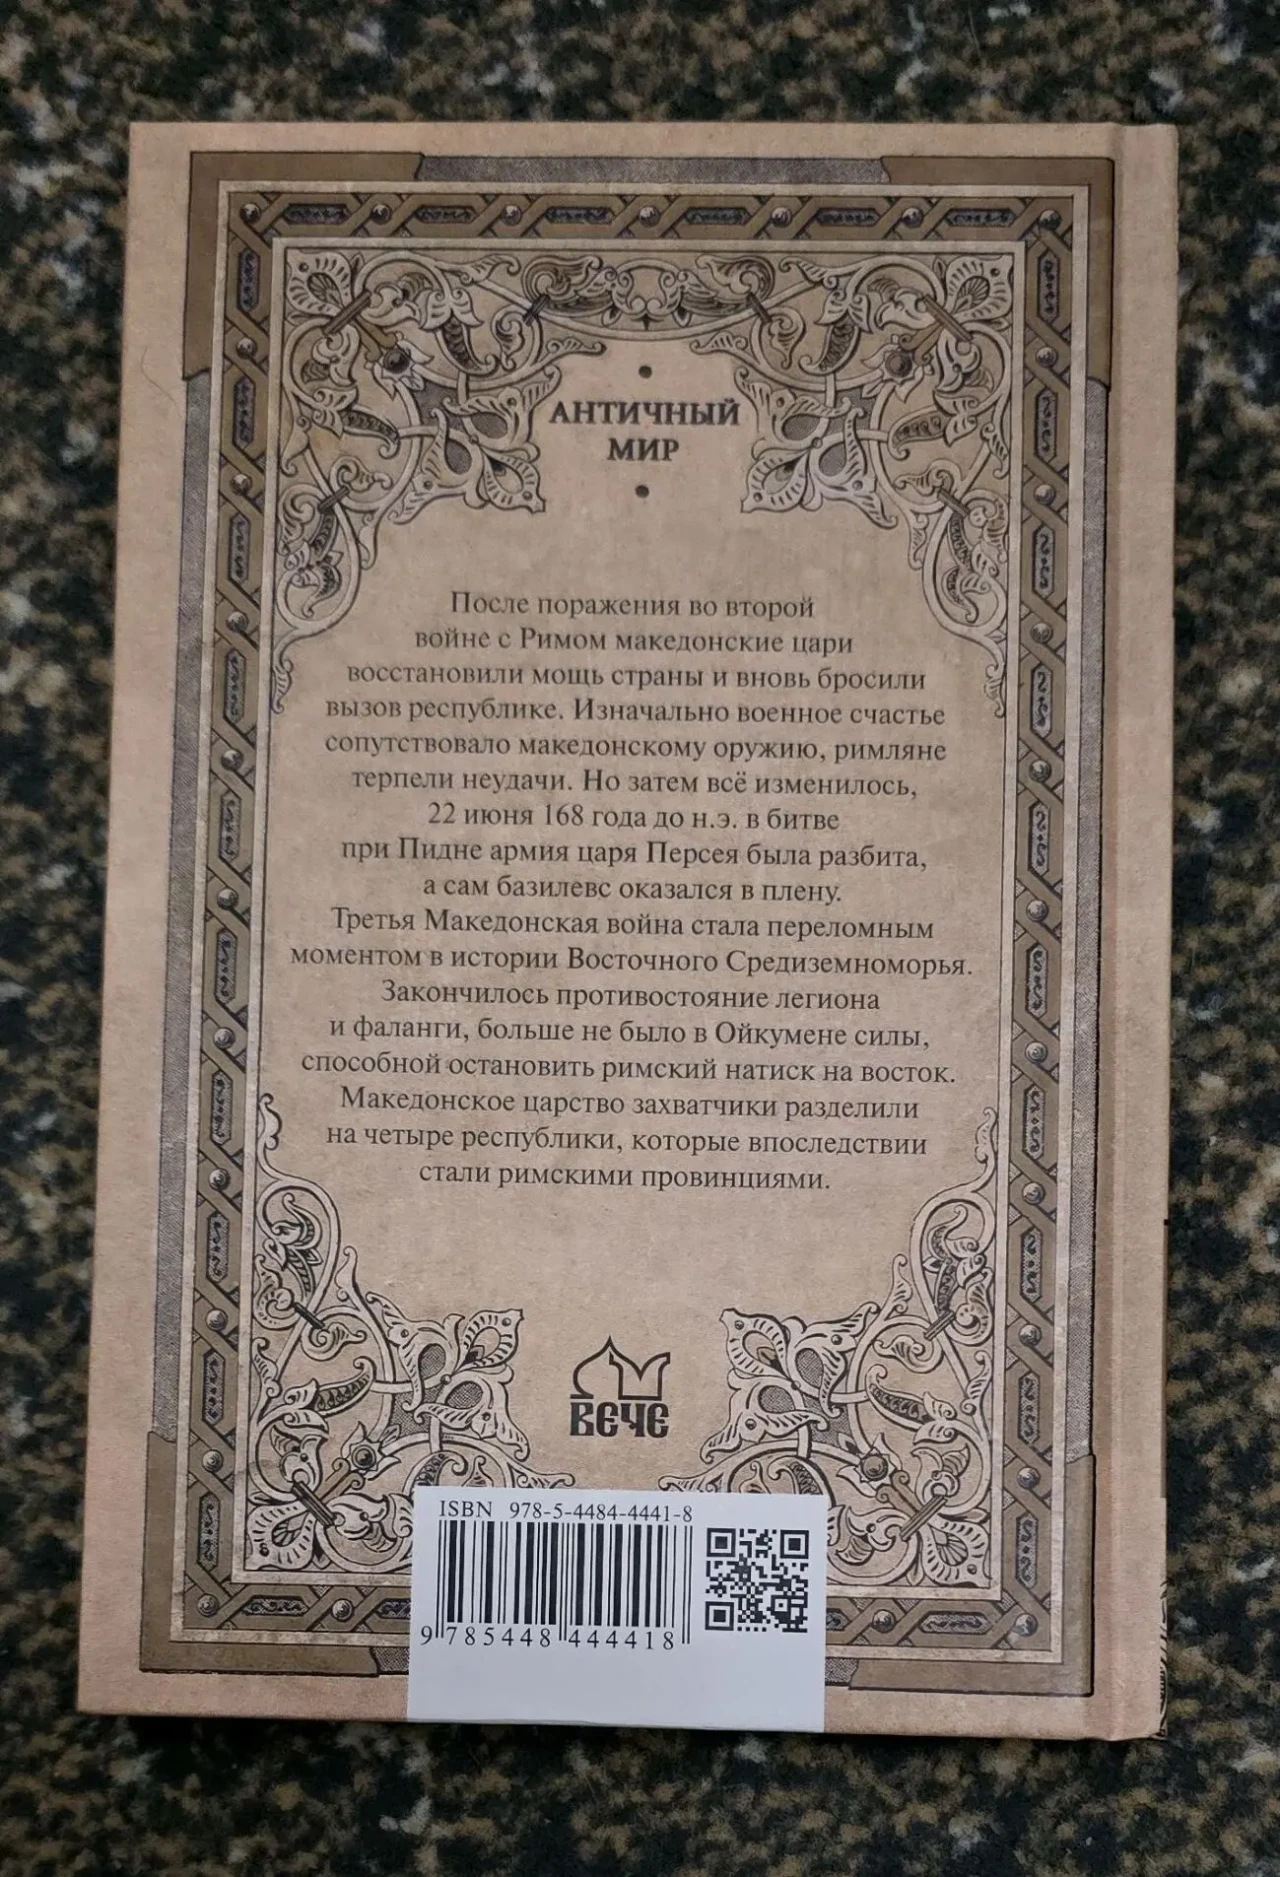 АНТИЧНЫЙ
МИР
После поражения во второй
войне с Римом македонские цари
восстановили мощь страны и вновь бросили
вызов республике. Изначально военное счастье
сопутствовало македонскому оружию, римляне
терпели неудачи. Но затем всё изменилось,
22 июня 168 года до н.э. в битве
при Пидне армия царя Персея была разбита,
а сам базилевс оказался в плену.
Третья Македонская война стала переломным
моментом в истории Восточного Средиземноморья.
Закончилось противостояние легиона
и фаланги, больше не было в Ойкумене силы,
способной остановить римский натиск на восток.
Македонское царство захватчики разделили
на четыре республики, которые впоследствии
стали римскими провинциями.
ВЕЧЕ
ISBN 978-5-4484-4441-8
9 785448 444418